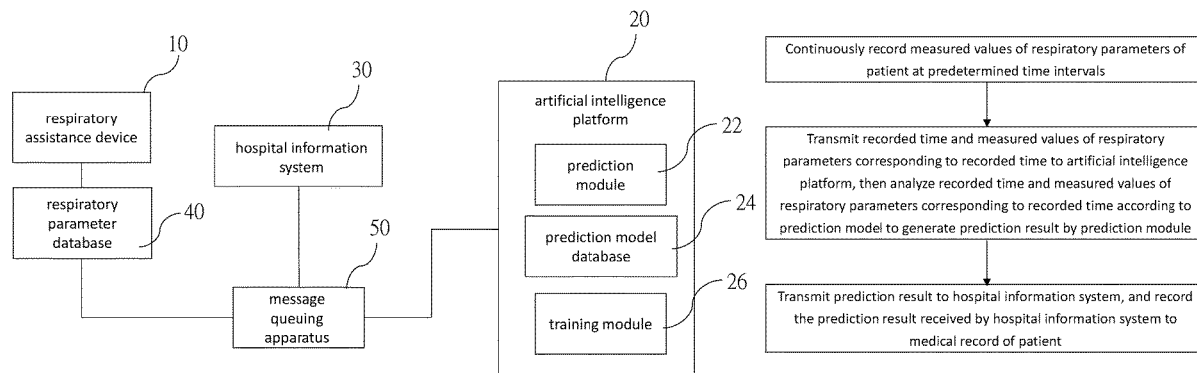 10
respiratory
assistance device
respiratory
parameter
database
40
30
hospital information
system
50
message
queuing
apparatus
20
artificial intelligence
platform
22
prediction
module
24
prediction model
database
26
training module
Continuously record measured values of respiratory parameters of
patient at predetermined time intervals
Transmit recorded time and measured values of respiratory
parameters corresponding to recorded time to artificial intelligence
platform, then analyze recorded time and measured values of
respiratory parameters corresponding to recorded time according to
prediction model to generate prediction result by prediction module
Transmit prediction result to hospital information system, and record
the prediction result received by hospital information system to
medical record of patient